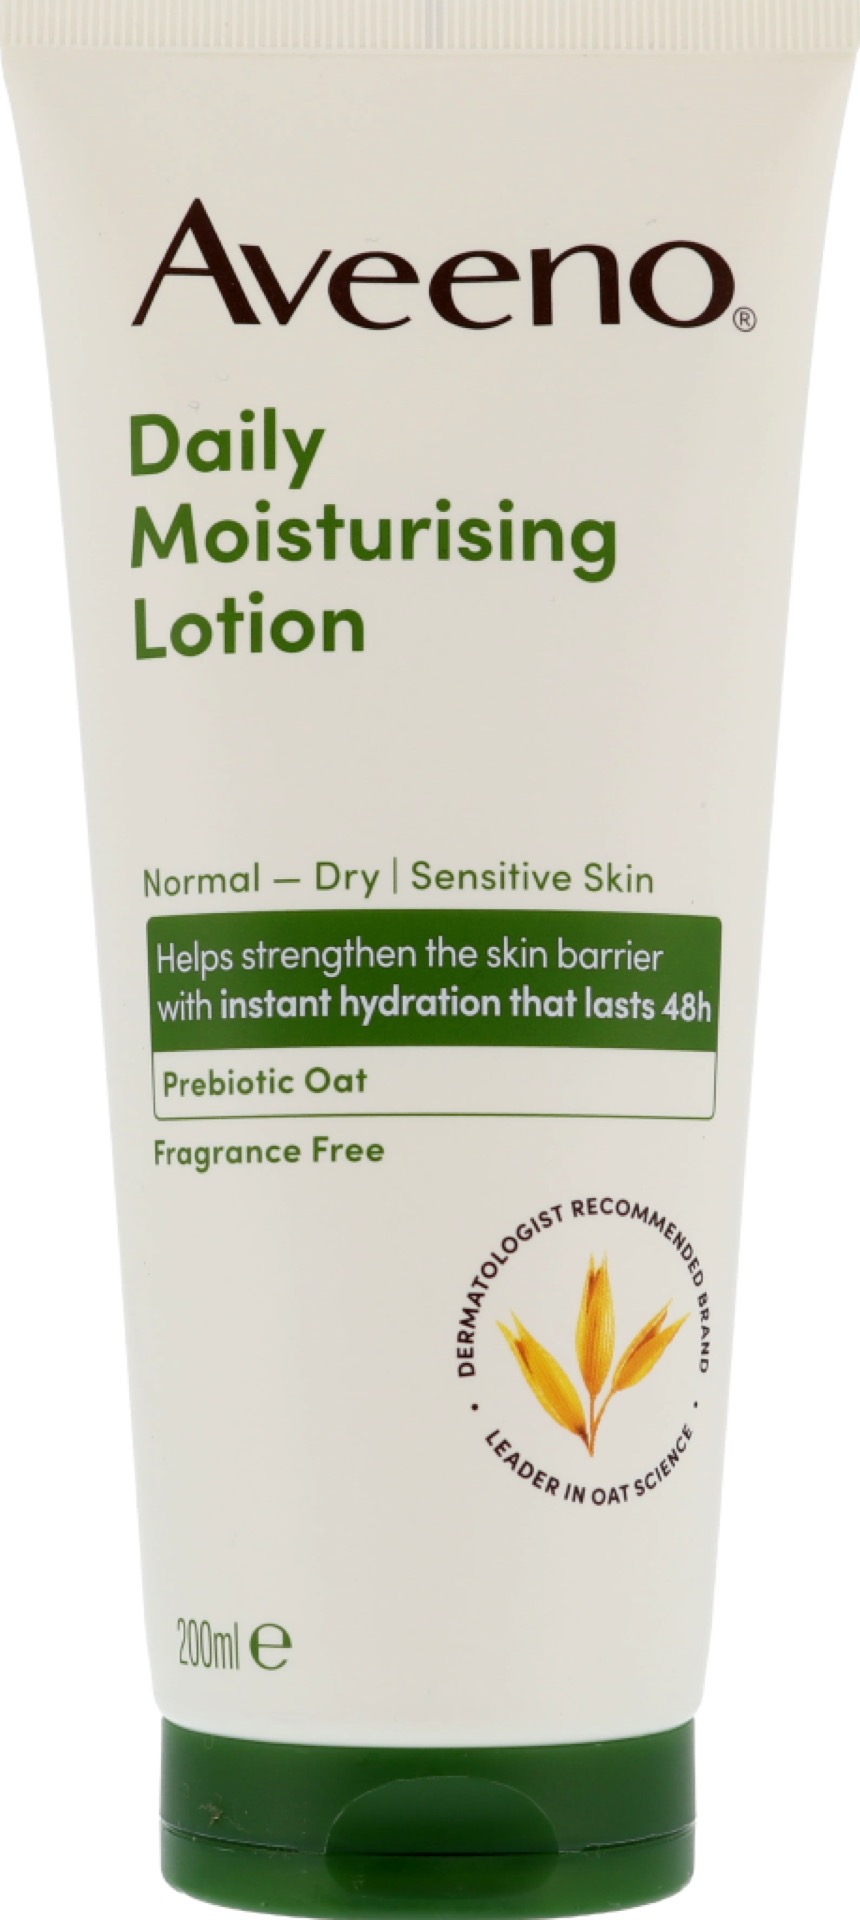 Aveeno®
Daily
Moisturising
Lotion
Normal — Dry | Sensitive Skin
Helps strengthen the skin barrier
with instant hydration that lasts 48h
Prebiotic Oat
Fragrance Free
DERMATOLOGIST RECOMMENDED BRAND
• LEADER IN OAT SCIENCE •
200ml ℮